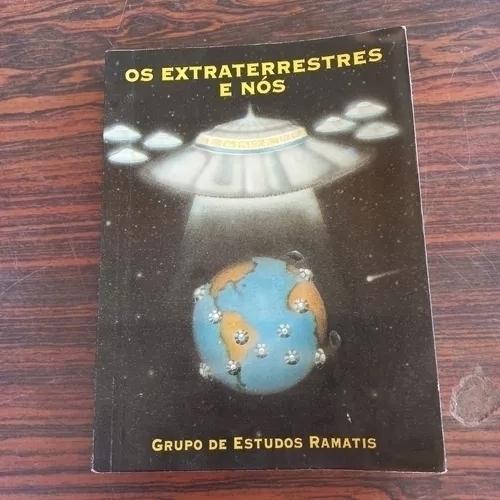 OS EXTRATERRESTRES
E NÓS
GRUPO DE ESTUDOS RAMATIS